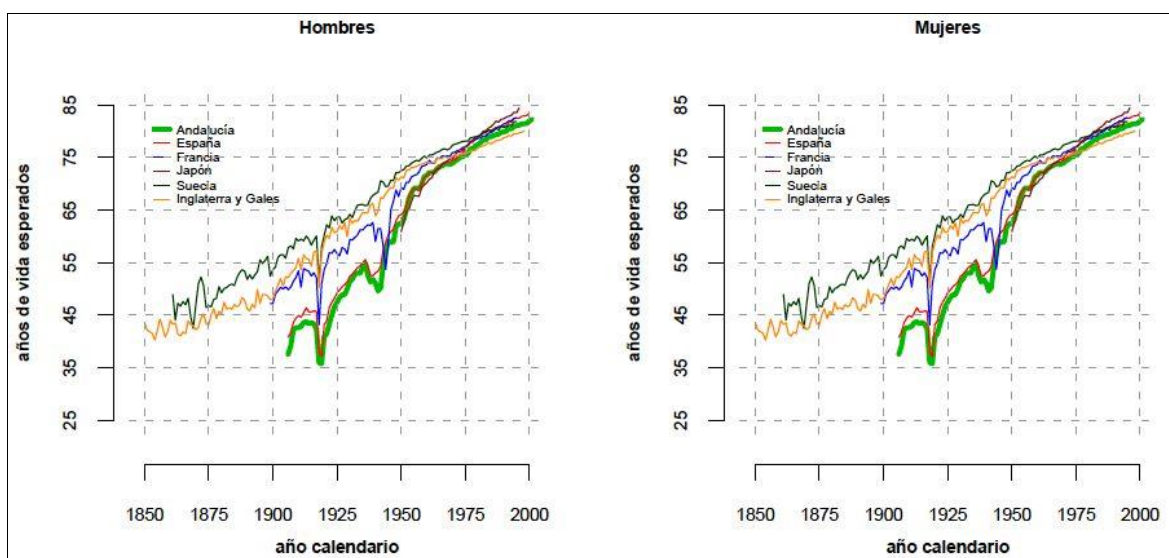 Hombres
años de vida esperados
85
75
65
55
45
35
25
Andalucía
España
Francia
Japón
Suecia
Inglaterra y Gales
1850 1875 1900 1925 1950 1975 2000
año calendario
Mujeres
años de vida esperados
85
75
65
55
45
35
25
Andalucía
España
Francia
Japón
Suecia
Inglaterra y Gales
1850 1875 1900 1925 1950 1975 2000
año calendario